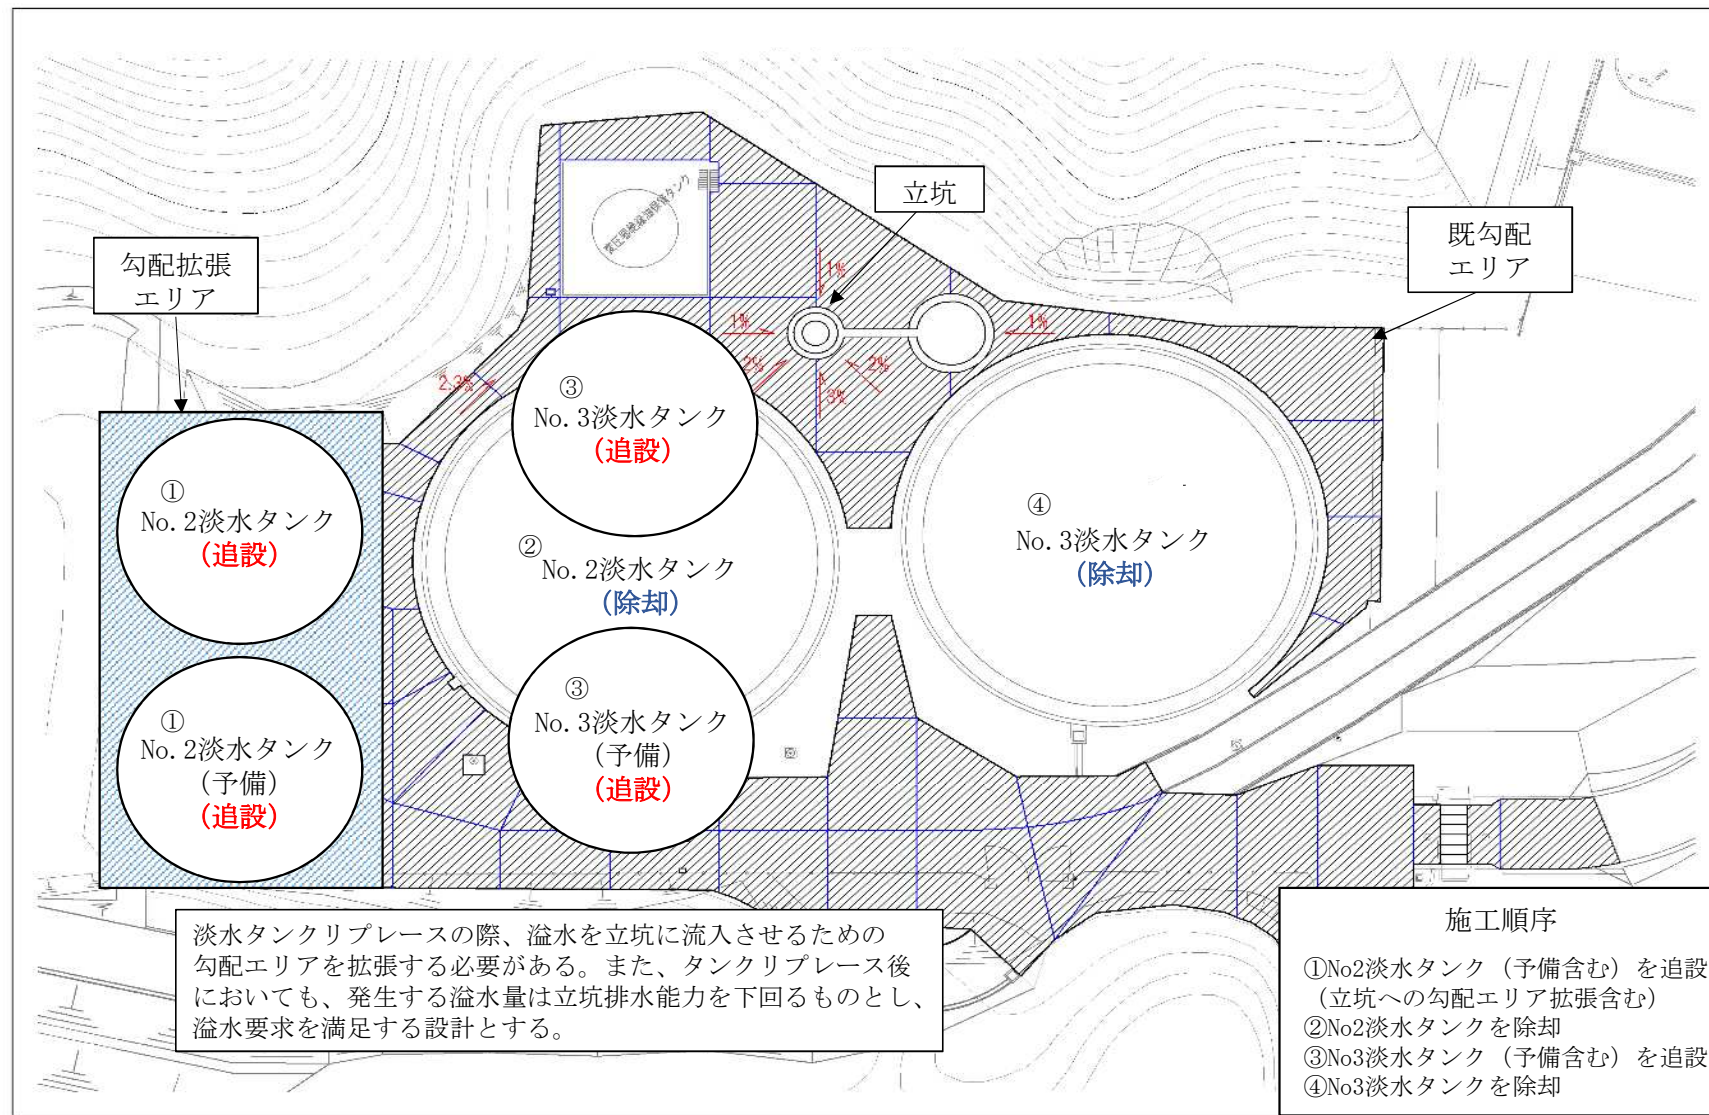 立坑
既勾配
エリア
勾配拡張
エリア
1%
1%
1%
2%
2%
3%
2.3%
③
No.3淡水タンク
(追設)
①
No.2淡水タンク
(追設)
②
No.2淡水タンク
(除却)
④
No.3淡水タンク
(除却)
①
No.2淡水タンク
(予備)
(追設)
③
No.3淡水タンク
(予備)
(追設)
淡水タンクリプレースの際、溢水を立坑に流入させるための
勾配エリアを拡張する必要がある。また、タンクリプレース後
においても、発生する溢水量は立坑排水能力を下回るものとし、
溢水要求を満足する設計とする。
施工順序
①No2淡水タンク（予備含む）を追設
（立坑への勾配エリア拡張含む）
②No2淡水タンクを除却
③No3淡水タンク（予備含む）を追設
④No3淡水タンクを除却